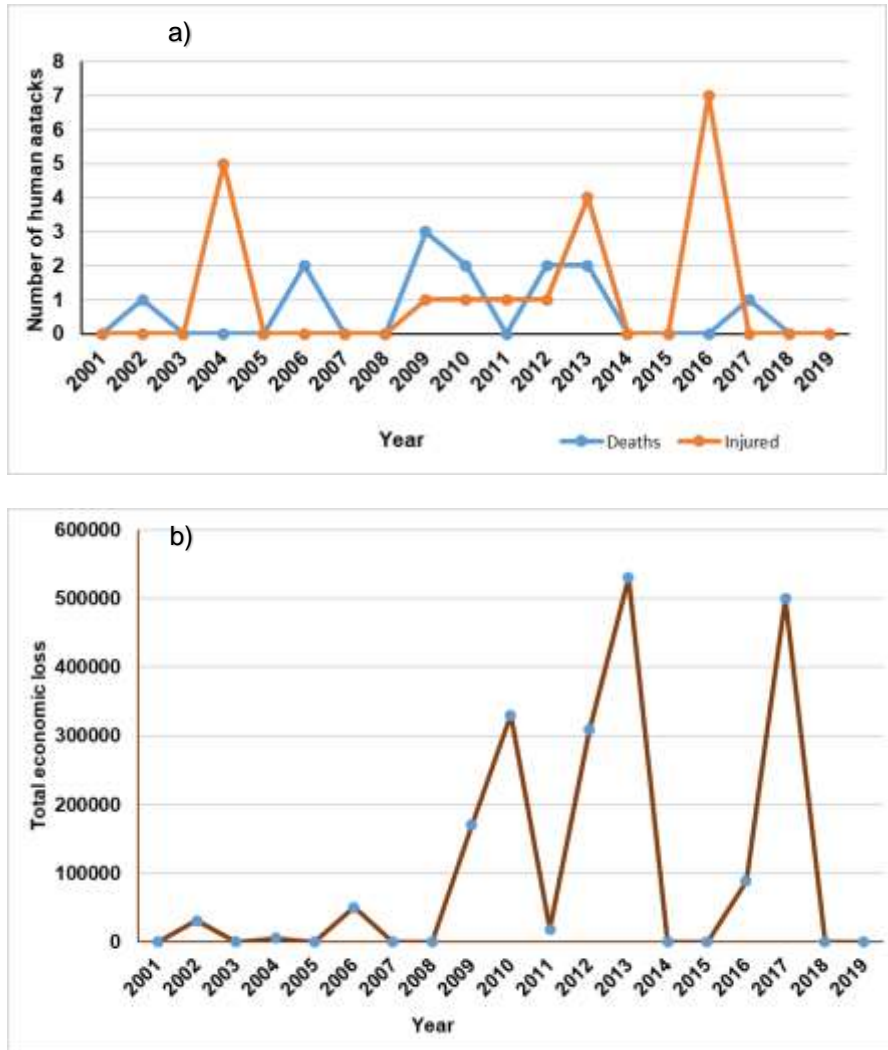 a)
8
7
6
5
4
3
2
1
0
Number of human aatacks
2001 2002 2003 2004 2005 2006 2007 2008 2009 2010 2011 2012 2013 2014 2015 2016 2017 2018 2019
Year
Deaths Injured
b)
600000
500000
400000
300000
200000
100000
0
Total economic loss
2001 2002 2003 2004 2005 2006 2007 2008 2009 2010 2011 2012 2013 2014 2015 2016 2017 2018 2019
Year